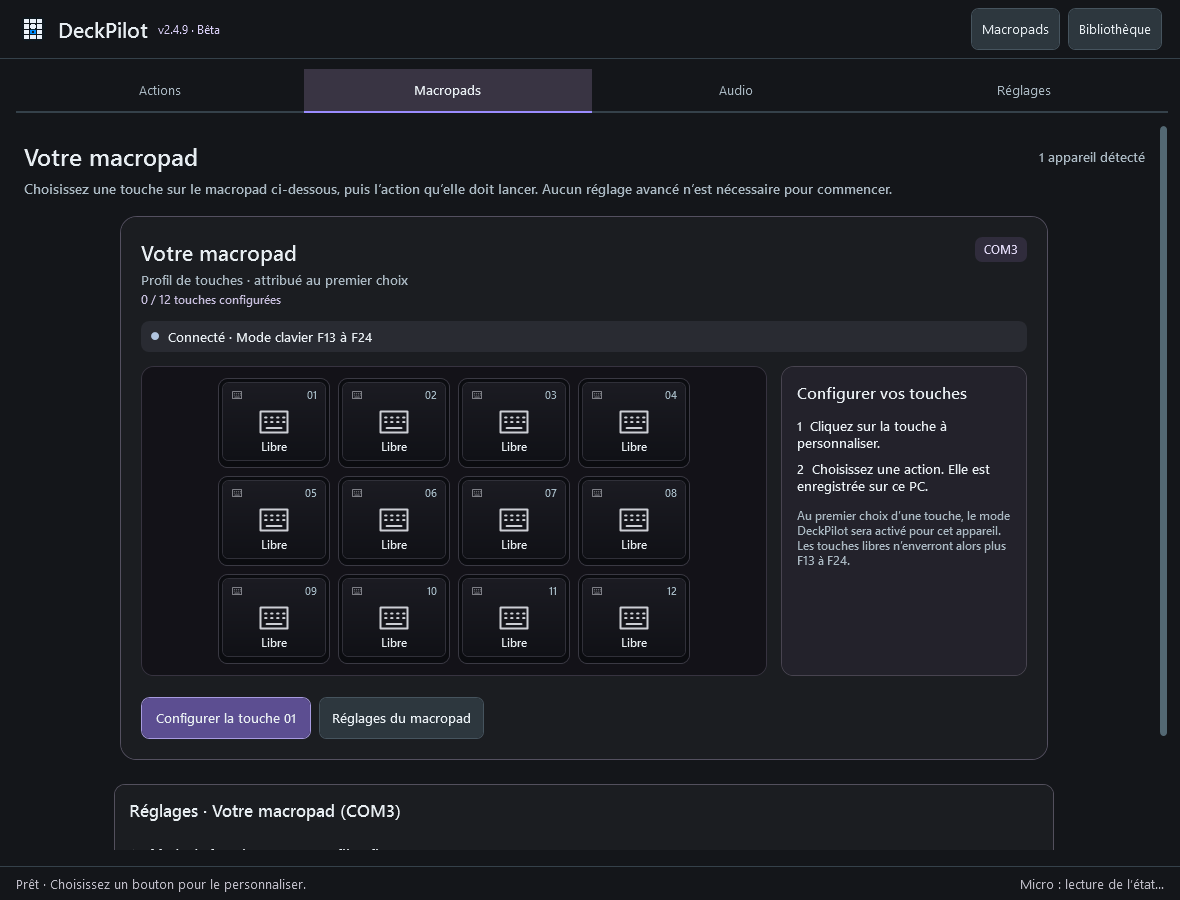 DeckPilot v2.4.9 · Bêta
Macropads
Bibliothèque
Actions
Macropads
Audio
Réglages
Votre macropad
1 appareil détecté
Choisissez une touche sur le macropad ci-dessous, puis l’action qu’elle doit lancer. Aucun réglage avancé n’est nécessaire pour commencer.
Votre macropad
COM3
Profil de touches · attribué au premier choix
0 / 12 touches configurées
Connecté · Mode clavier F13 à F24
01
Libre
02
Libre
03
Libre
04
Libre
05
Libre
06
Libre
07
Libre
08
Libre
09
Libre
10
Libre
11
Libre
12
Libre
Configurer vos touches
1 Cliquez sur la touche à
personnaliser.
2 Choisissez une action. Elle est
enregistrée sur ce PC.
Au premier choix d’une touche, le mode
DeckPilot sera activé pour cet appareil.
Les touches libres n’enverront alors plus
F13 à F24.
Configurer la touche 01
Réglages du macropad
Réglages · Votre macropad (COM3)
Prêt · Choisissez un bouton pour le personnaliser.
Micro : lecture de l'état...